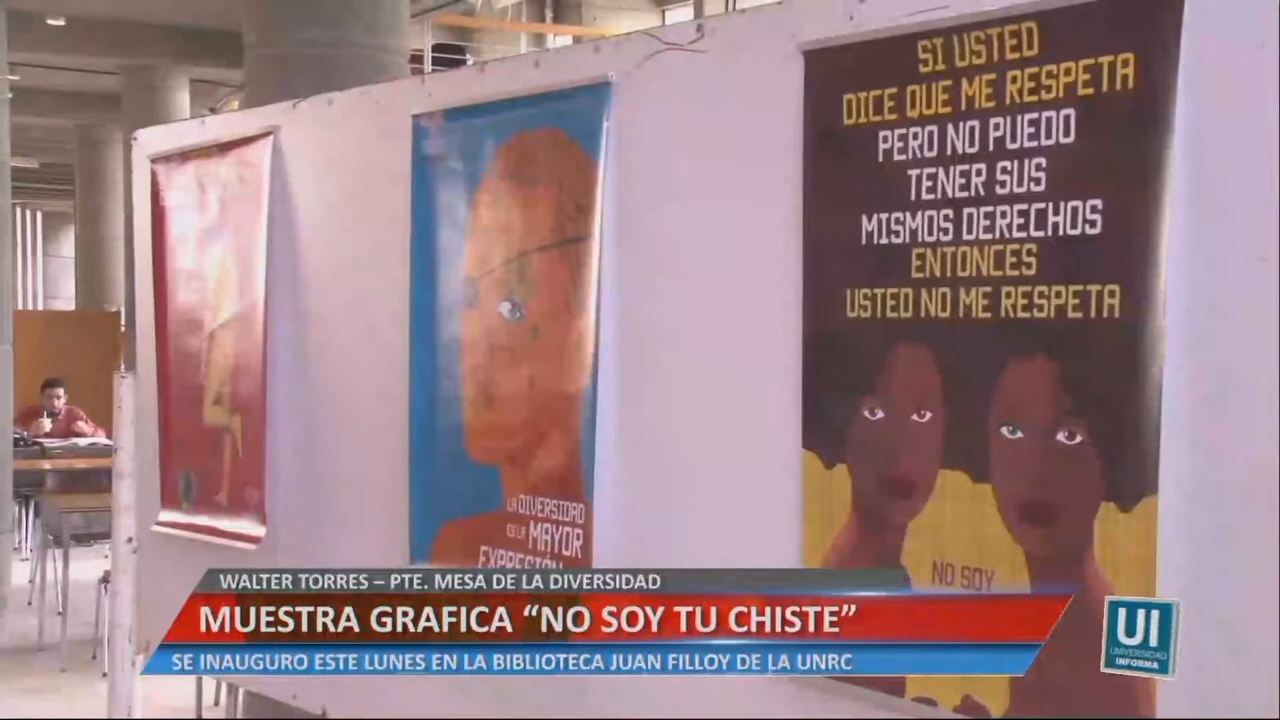 SI USTED
DICE QUE ME RESPETA
PERO NO PUEDO
TENER SUS
MISMOS DERECHOS
ENTONCES
USTED NO ME RESPETA
NO SOY
LA DIVERSIDAD
ES LA MAYOR
EXPRESIÓN
WALTER TORRES – PTE. MESA DE LA DIVERSIDAD
MUESTRA GRAFICA “NO SOY TU CHISTE”
SE INAUGURO ESTE LUNES EN LA BIBLIOTECA JUAN FILLOY DE LA UNRC
UI
UNIVERSIDAD
INFORMA